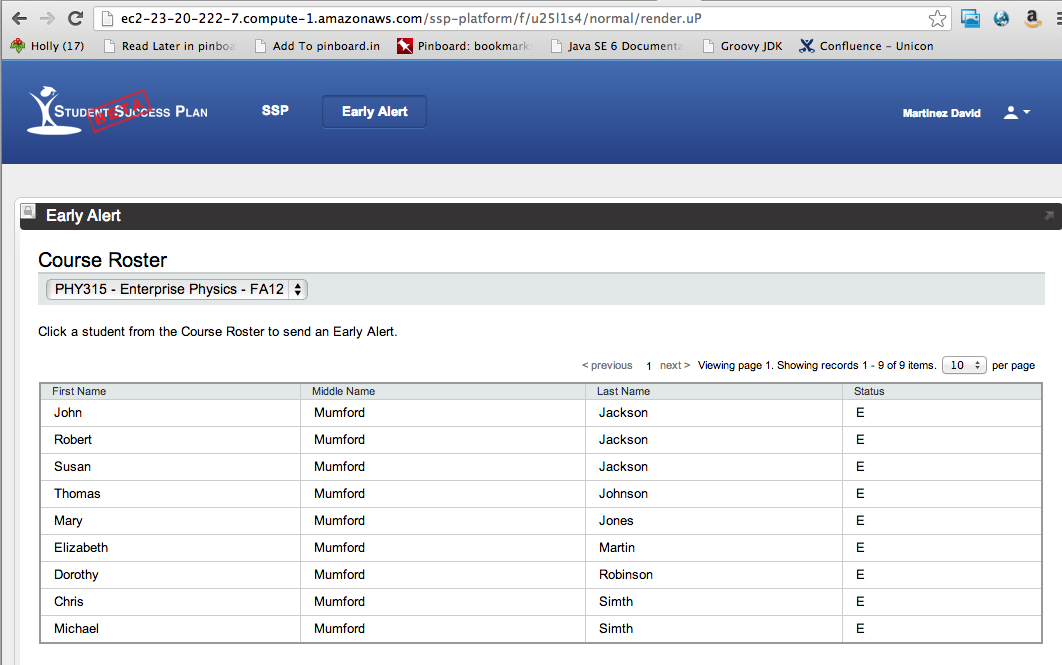 ec2-23-20-222-7.compute-1.amazonaws.com/ssp-platform/f/u25l1s4/normal/render.uP
Holly (17) Read Later in pinboa Add To pinboard.in Pinboard: bookmark Java SE 6 Documenta Groovy JDK Confluence - Unicon
STUDENT SUCCESS PLAN BETA SSP Early Alert Martinez David
Early Alert
Course Roster
PHY315 - Enterprise Physics - FA12
Click a student from the Course Roster to send an Early Alert.
< previous 1 next > Viewing page 1. Showing records 1 - 9 of 9 items. 10 per page
First Name Middle Name Last Name Status
John Mumford Jackson E
Robert Mumford Jackson E
Susan Mumford Jackson E
Thomas Mumford Johnson E
Mary Mumford Jones E
Elizabeth Mumford Martin E
Dorothy Mumford Robinson E
Chris Mumford Simth E
Michael Mumford Simth E